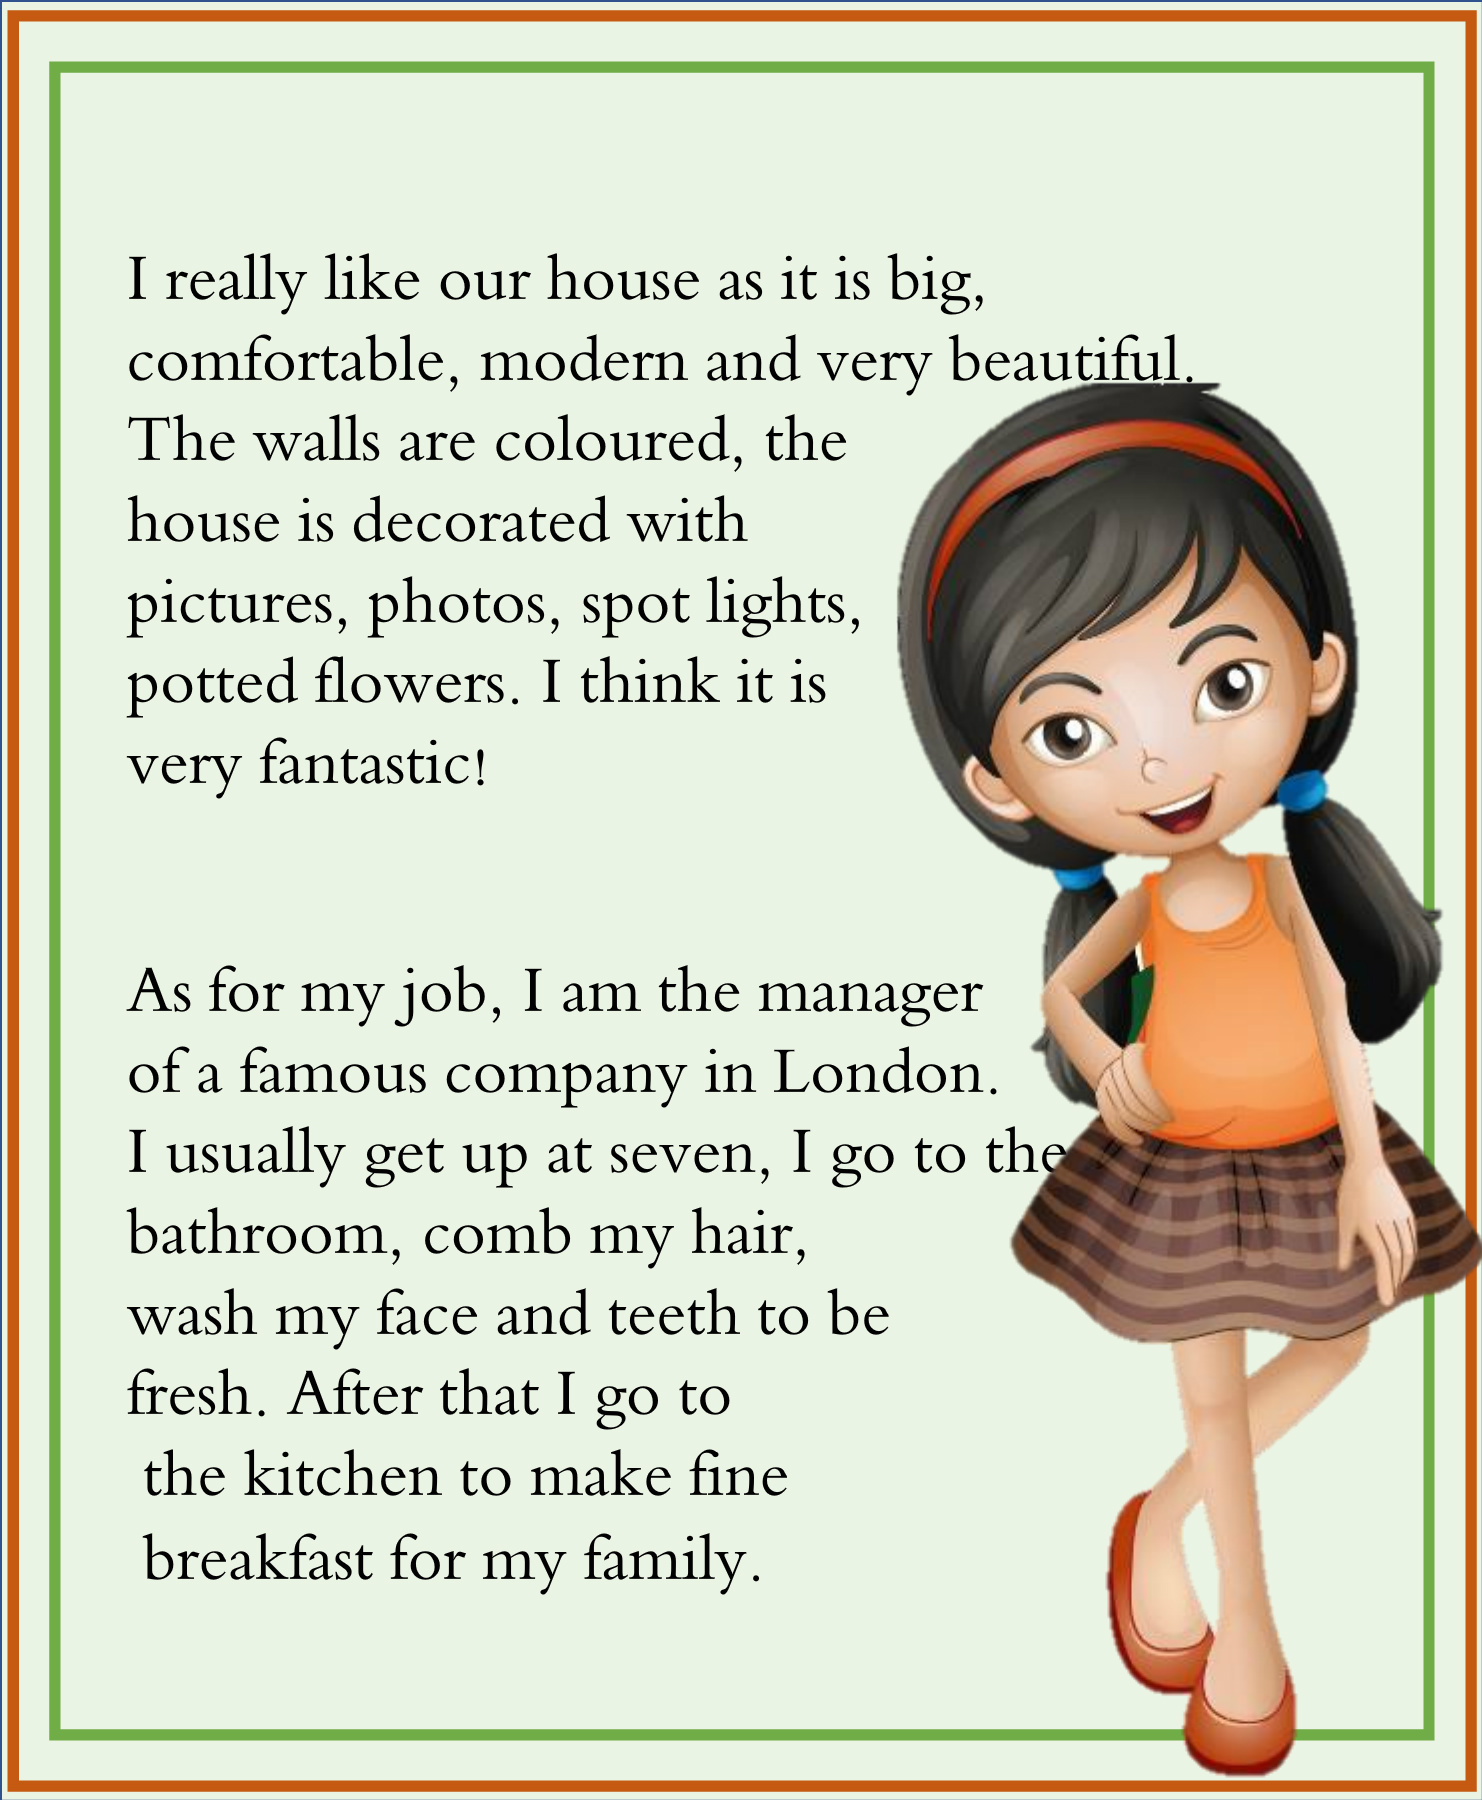 I really like our house as it is big,
comfortable, modern and very beautiful.
The walls are coloured, the
house is decorated with
pictures, photos, spot lights,
potted flowers. I think it is
very fantastic!
As for my job, I am the manager
of a famous company in London.
I usually get up at seven, I go to the
bathroom, comb my hair,
wash my face and teeth to be
fresh. After that I go to
the kitchen to make fine
breakfast for my family.